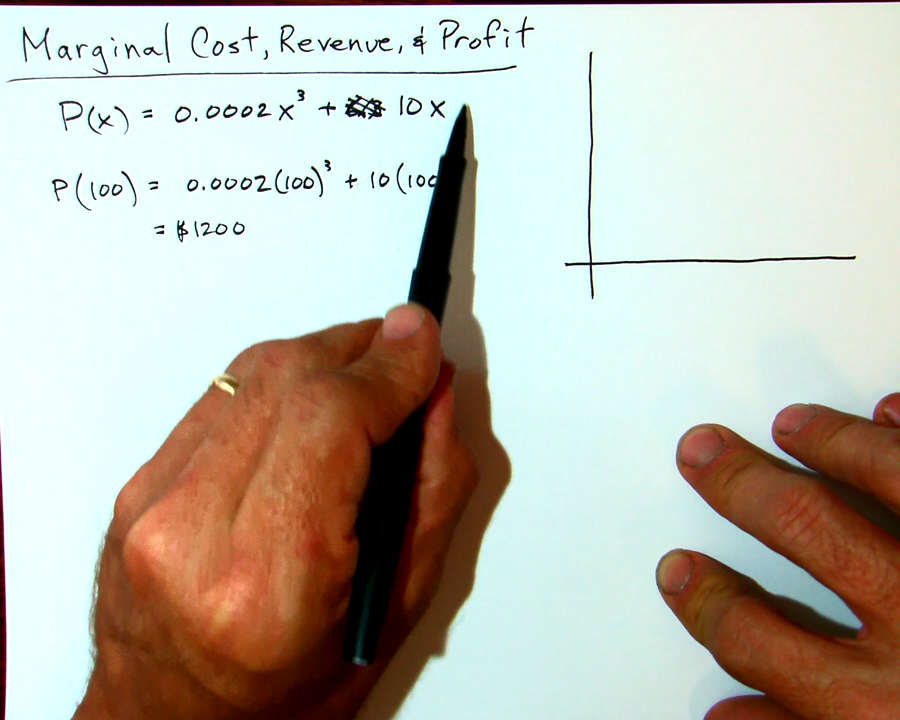 Marginal Cost, Revenue, & Profit
P(x) = 0.0002x³ + 10x
P(100) = 0.0002(100)³ + 10(100
= $1200